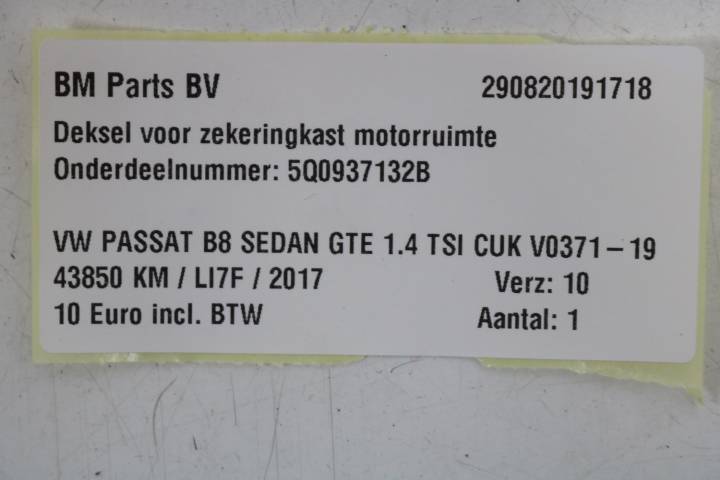 BM Parts BV 290820191718
Deksel voor zekeringkast motorruimte
Onderdeelnummer: 5Q0937132B
VW PASSAT B8 SEDAN GTE 1.4 TSI CUK V0371-19
43850 KM / LI7F / 2017 Verz: 10
10 Euro incl. BTW Aantal: 1